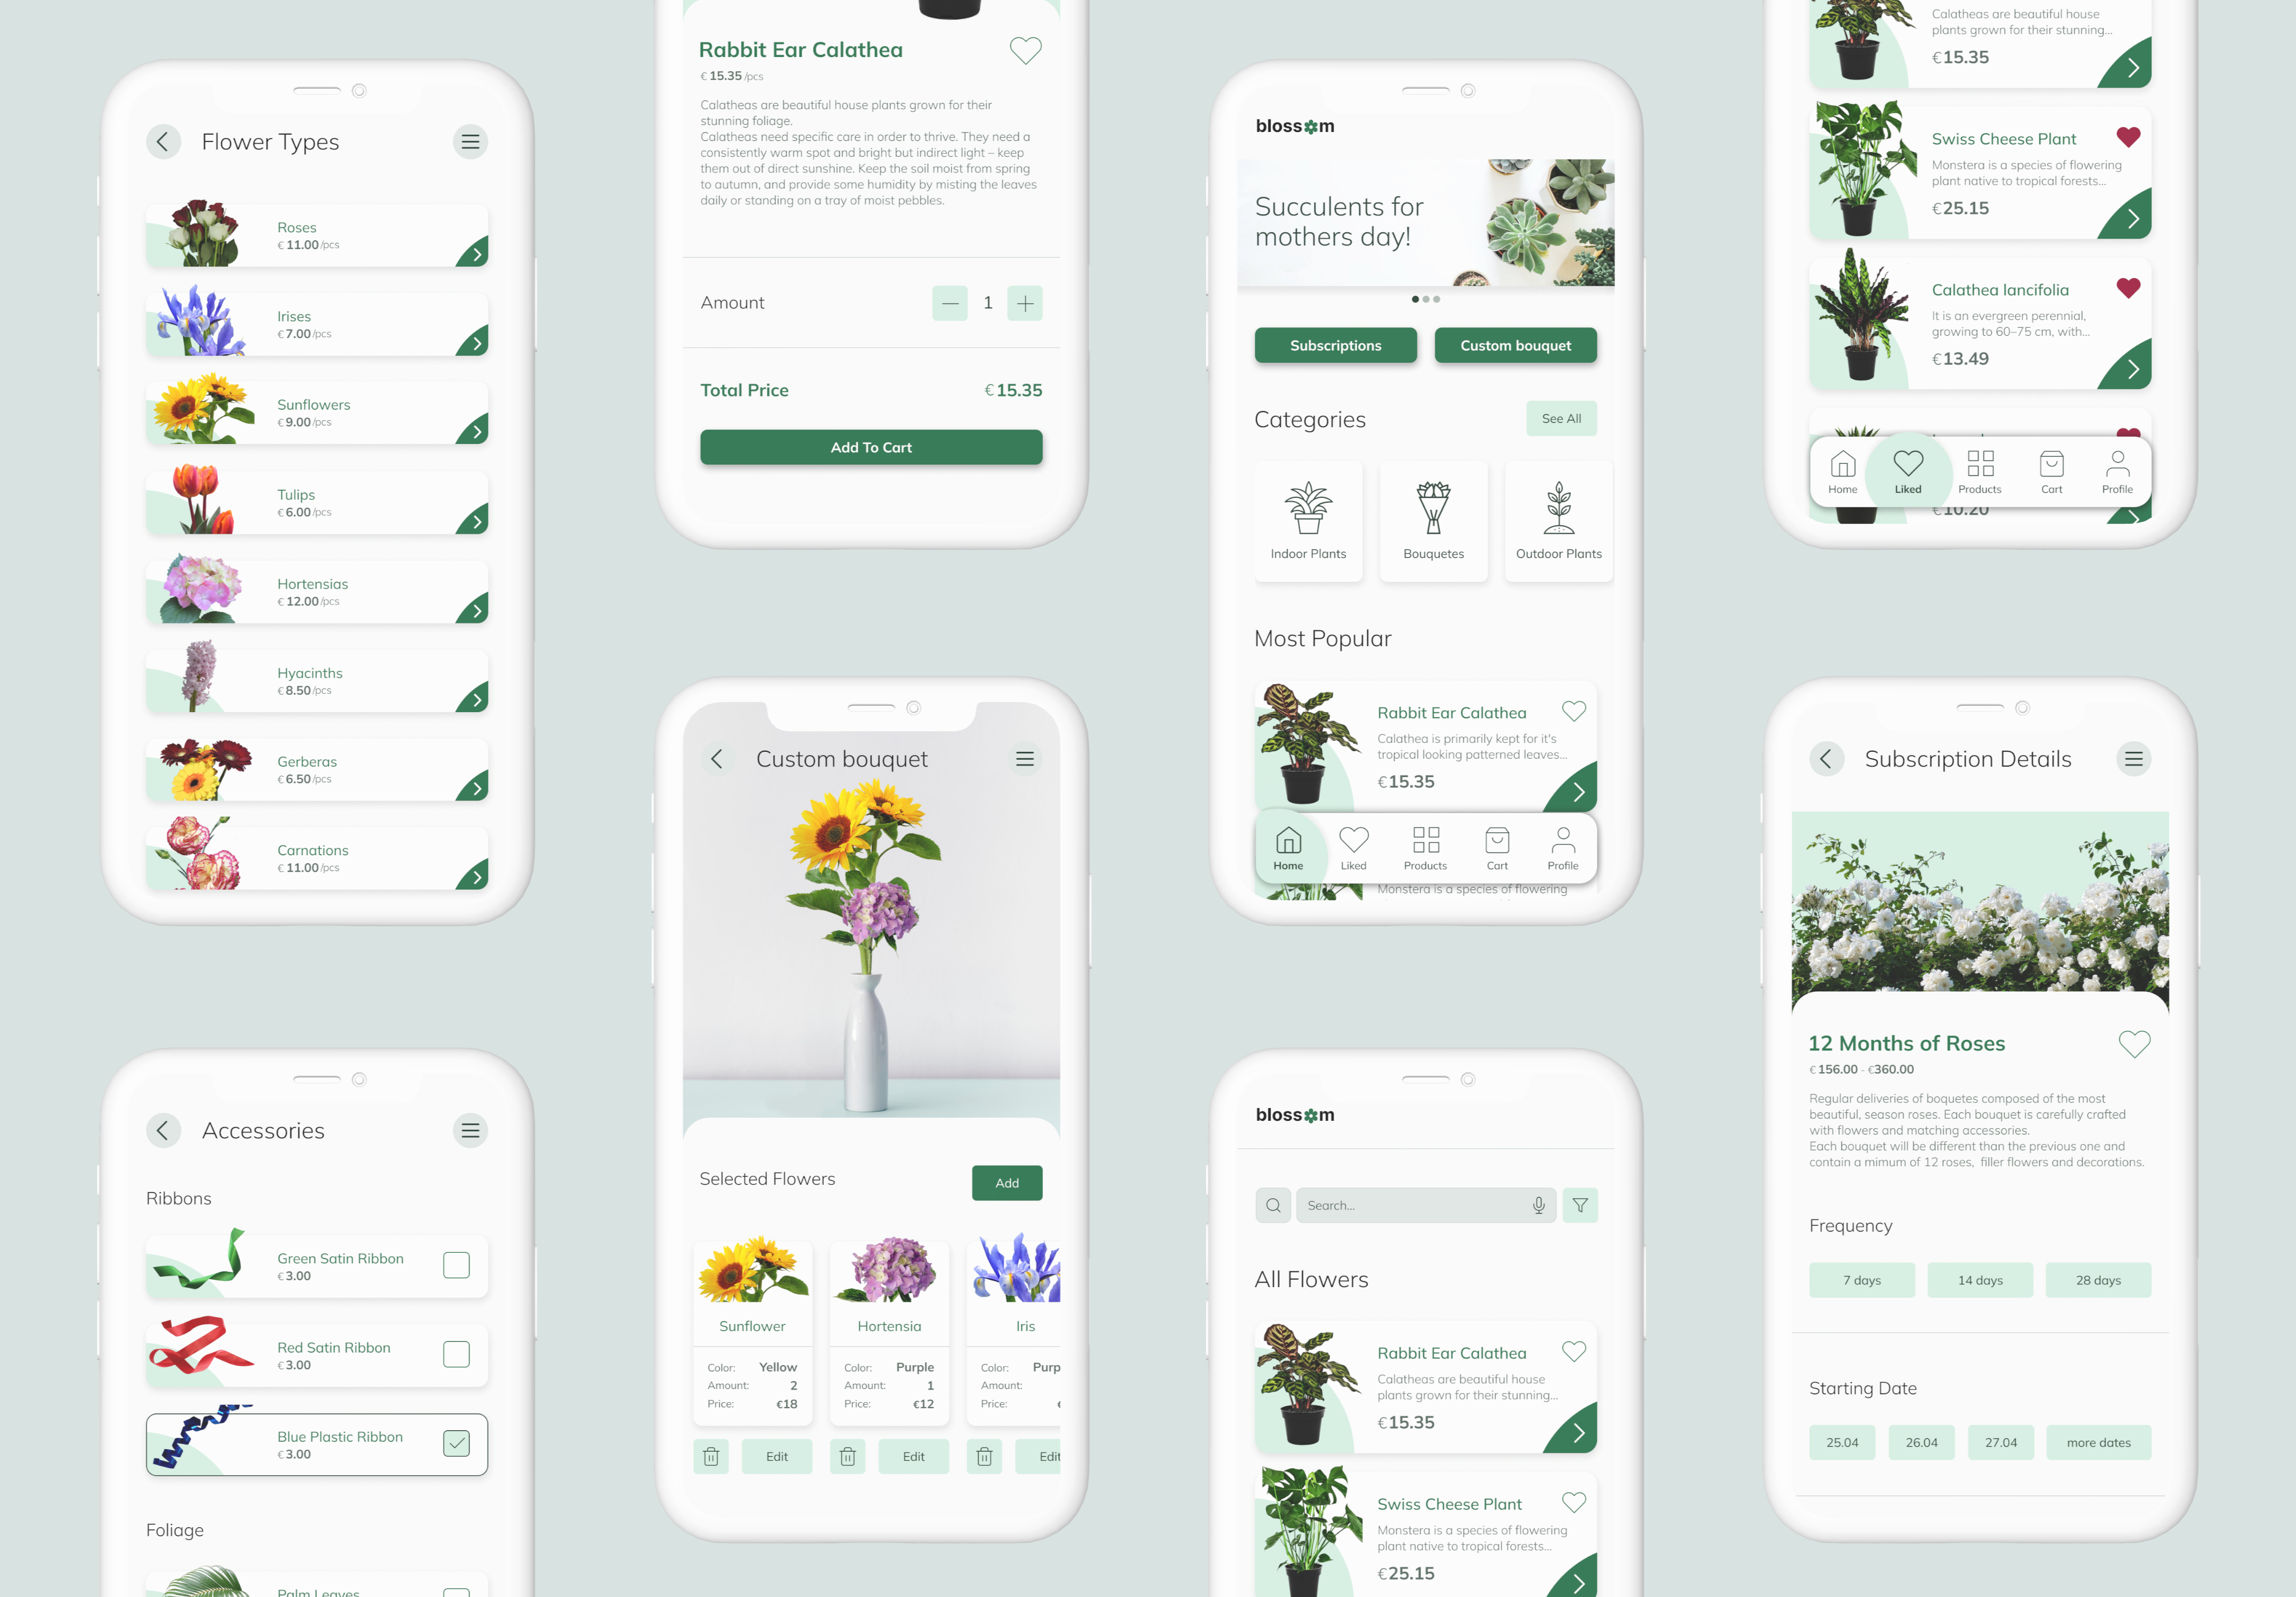 Flower Types
Roses
€ 11.00 /pcs
Irises
€ 7.00 /pcs
Sunflowers
€ 9.00 /pcs
Tulips
€ 6.00 /pcs
Hortensias
€ 12.00 /pcs
Hyacinths
€ 8.50 /pcs
Gerberas
€ 6.50 /pcs
Carnations
€ 11.00 /pcs
Accessories
Ribbons
Green Satin Ribbon
€ 3.00
Red Satin Ribbon
€ 3.00
Blue Plastic Ribbon
€ 3.00
Foliage
Palm Leaves
Rabbit Ear Calathea
€ 15.35 /pcs
Calatheas are beautiful house plants grown for their
stunning foliage.
Calatheas need specific care in order to thrive. They need a
consistently warm spot and bright but indirect light – keep
them out of direct sunshine. Keep the soil moist from spring
to autumn, and provide some humidity by misting the leaves
daily or standing on a tray of moist pebbles.
Amount
1
Total Price
€ 15.35
Add To Cart
Custom bouquet
Selected Flowers
Add
Sunflower
Color: Yellow
Amount: 2
Price: €18
Edit
Hortensia
Color: Purple
Amount: 1
Price: €12
Edit
Iris
Color: Purp
Amount:
Price: €
Edit
blossom
Succulents for
mothers day!
Subscriptions
Custom bouquet
Categories
See All
Indoor Plants
Bouquetes
Outdoor Plants
Most Popular
Rabbit Ear Calathea
Calathea is primarily kept for it's
tropical looking patterned leaves...
€ 15.35
Home
Liked
Products
Cart
Profile
Monstera is a species of flowering
blossom
Search...
All Flowers
Rabbit Ear Calathea
Calatheas are beautiful house
plants grown for their stunning...
€ 15.35
Swiss Cheese Plant
Monstera is a species of flowering
plant native to tropical forests...
€ 25.15
Calatheas are beautiful house
plants grown for their stunning...
€ 15.35
Swiss Cheese Plant
Monstera is a species of flowering
plant native to tropical forests...
€ 25.15
Calathea lancifolia
It is an evergreen perennial,
growing to 60–75 cm, with...
€ 13.49
Home
Liked
Products
Cart
Profile
€ 10.20
Subscription Details
12 Months of Roses
€ 156.00 - €360.00
Regular deliveries of boquetes composed of the most
beautiful, season roses. Each bouquet is carefully crafted
with flowers and matching accessories.
Each bouquet will be different than the previous one and
contain a mimum of 12 roses, filler flowers and decorations.
Frequency
7 days
14 days
28 days
Starting Date
25.04
26.04
27.04
more dates